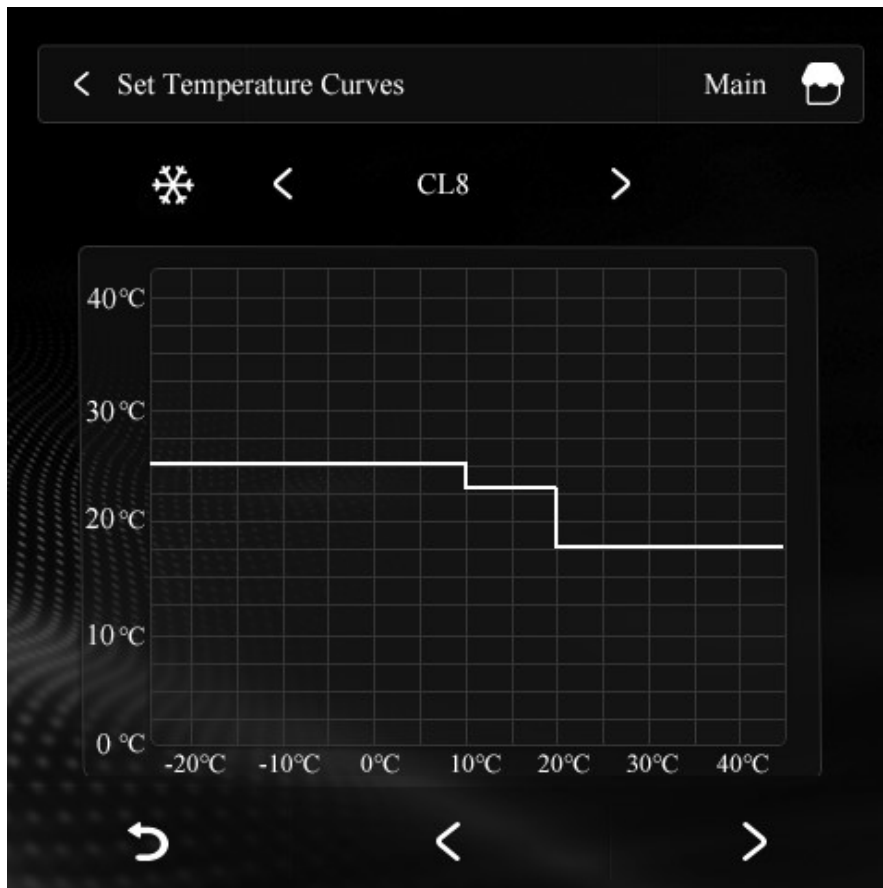 Set Temperature Curves Main
CL8
40℃
30℃
20℃
10℃
0 ℃
-20℃ -10℃ 0℃ 10℃ 20℃ 30℃ 40℃